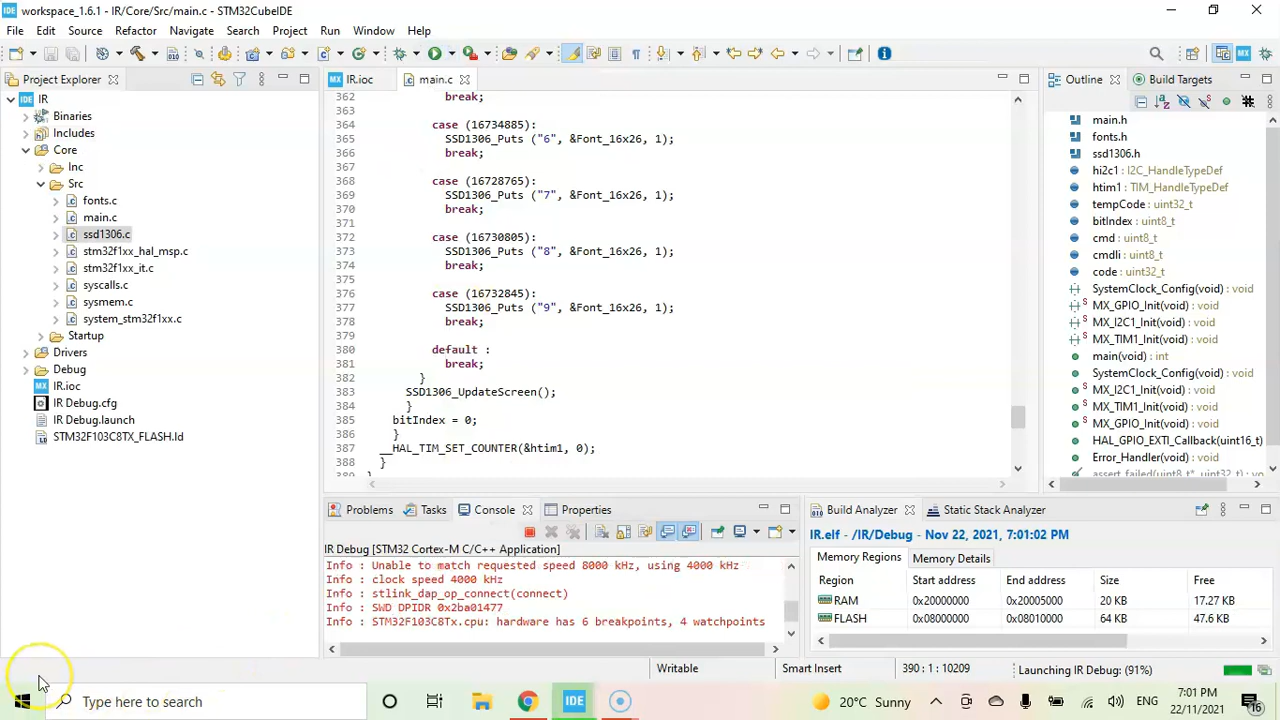 workspace_1.6.1 - IR/Core/Src/main.c - STM32CubeIDE
File Edit Source Refactor Navigate Search Project Run Window Help
Project Explorer
IR
Binaries
Includes
Core
Inc
Src
fonts.c
main.c
ssd1306.c
stm32f1xx_hal_msp.c
stm32f1xx_it.c
syscalls.c
sysmem.c
system_stm32f1xx.c
Startup
Drivers
Debug
IR.ioc
IR Debug.cfg
IR Debug.launch
STM32F103C8TX_FLASH.ld
IR.ioc main.c
362 break;
363
364 case (16734885):
365 SSD1306_Puts ("6", &Font_16x26, 1);
366 break;
367
368 case (16728765):
369 SSD1306_Puts ("7", &Font_16x26, 1);
370 break;
371
372 case (16730805):
373 SSD1306_Puts ("8", &Font_16x26, 1);
374 break;
375
376 case (16732845):
377 SSD1306_Puts ("9", &Font_16x26, 1);
378 break;
379
380 default :
381 break;
382 }
383 SSD1306_UpdateScreen();
384 }
385 bitIndex = 0;
386 }
387 __HAL_TIM_SET_COUNTER(&htim1, 0);
388 }
389 }
Outline Build Targets
main.h
fonts.h
ssd1306.h
hi2c1 : I2C_HandleTypeDef
htim1 : TIM_HandleTypeDef
tempCode : uint32_t
bitIndex : uint8_t
cmd : uint8_t
cmdli : uint8_t
code : uint32_t
SystemClock_Config(void) : void
MX_GPIO_Init(void) : void
MX_I2C1_Init(void) : void
MX_TIM1_Init(void) : void
main(void) : int
SystemClock_Config(void) : void
MX_I2C1_Init(void) : void
MX_TIM1_Init(void) : void
MX_GPIO_Init(void) : void
HAL_GPIO_EXTI_Callback(uint16_t)
Error_Handler(void) : void
assert_failed(uint8_t*, uint32_t) : vo
Problems Tasks Console Properties
IR Debug [STM32 Cortex-M C/C++ Application]
Info : Unable to match requested speed 8000 kHz, using 4000 kHz
Info : clock speed 4000 kHz
Info : stlink_dap_op_connect(connect)
Info : SWD DPIDR 0x2ba01477
Info : STM32F103C8Tx.cpu: hardware has 6 breakpoints, 4 watchpoints
Build Analyzer Static Stack Analyzer
IR.elf - /IR/Debug - Nov 22, 2021, 7:01:02 PM
Memory Regions Memory Details
Region Start address End address Size Free
RAM 0x20000000 0x20005000 20 KB 17.27 KB
FLASH 0x08000000 0x08010000 64 KB 47.6 KB
Writable Smart Insert 390 : 1 : 10209 Launching IR Debug: (91%)
Type here to search
IDE
20°C Sunny
ENG
7:01 PM
22/11/2021
16